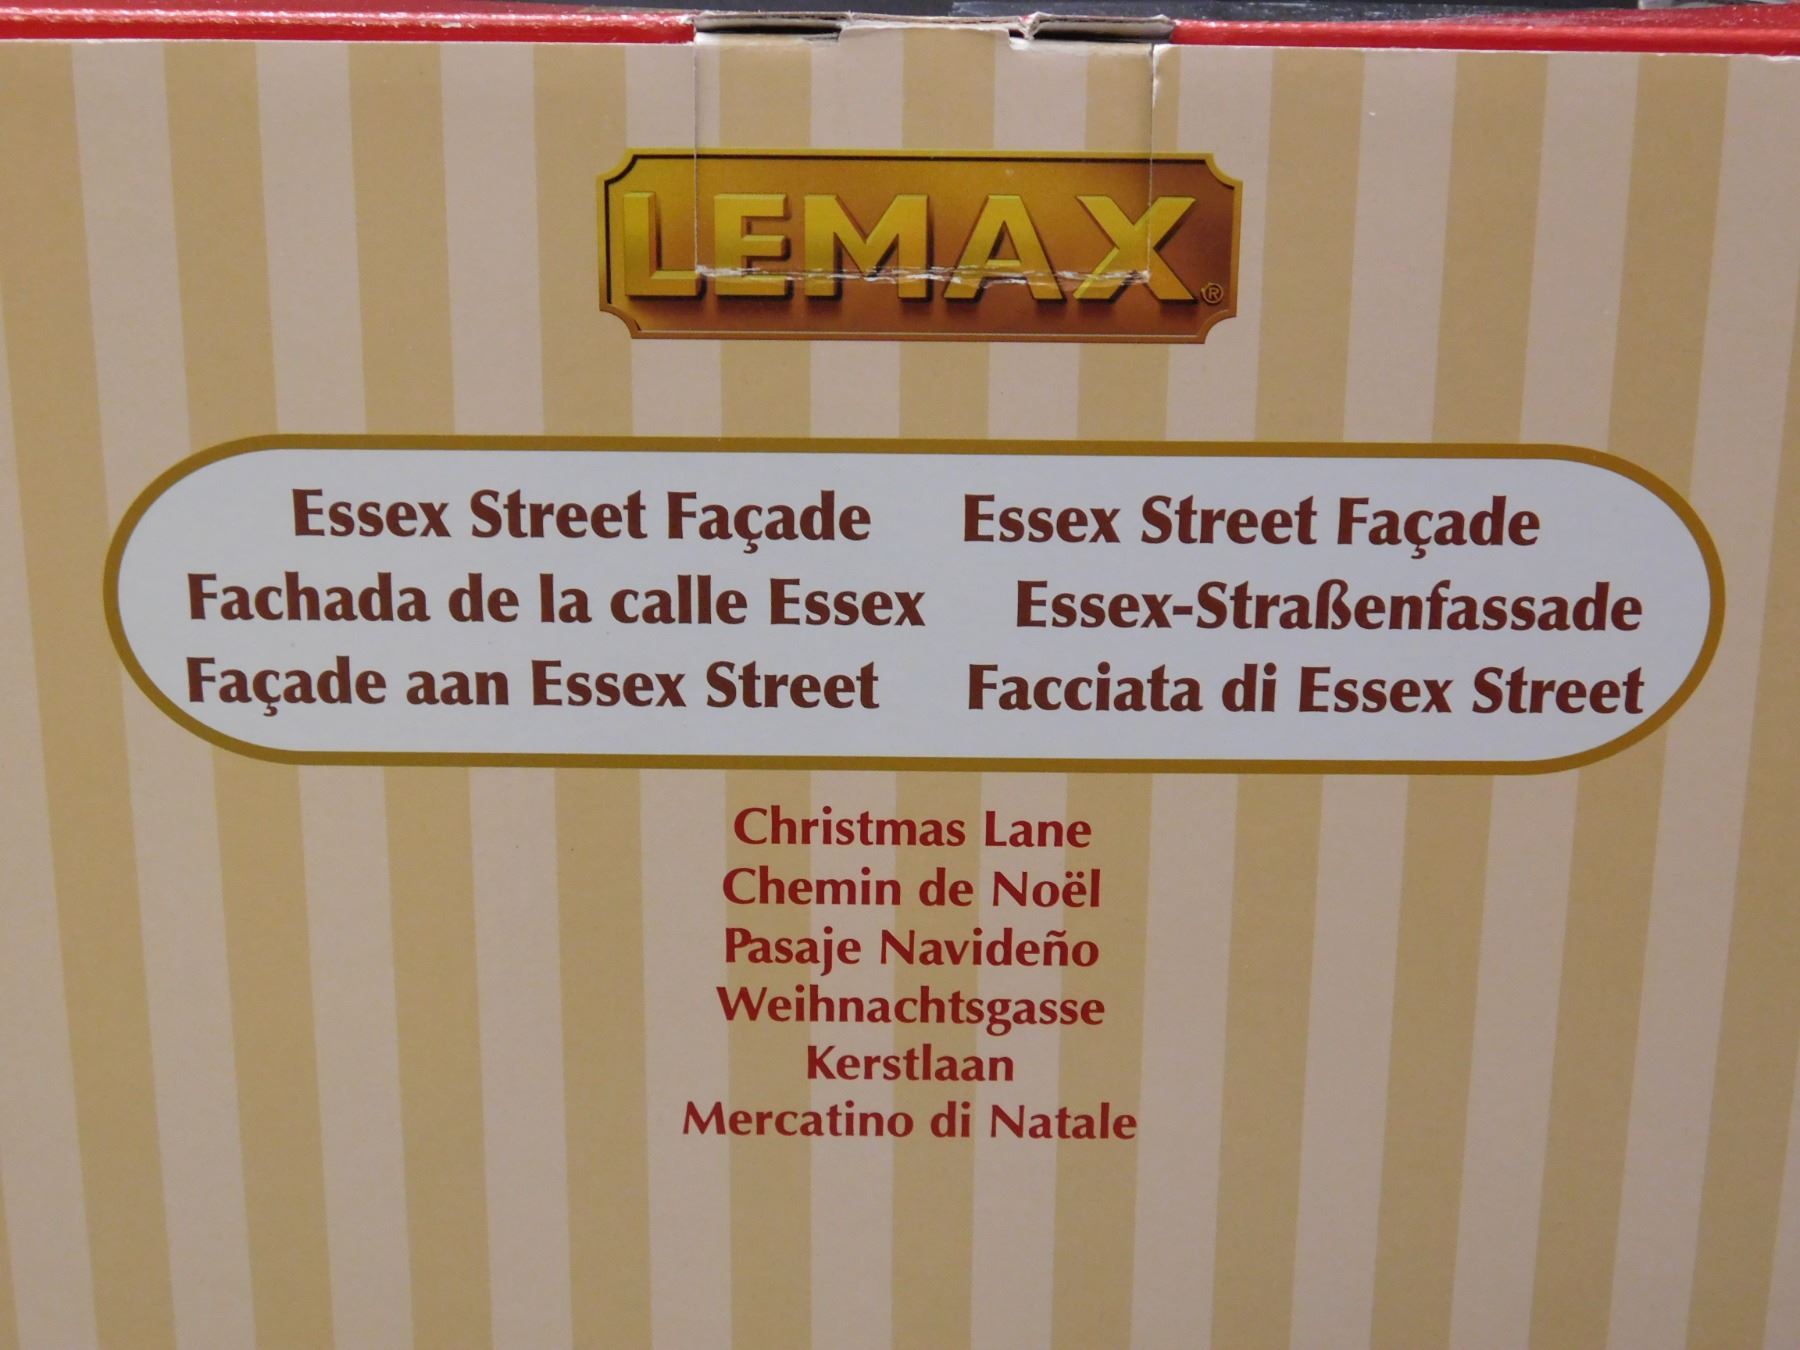 LEMAX®
Essex Street Façade Essex Street Façade
Fachada de la calle Essex Essex-Straßenfassade
Façade aan Essex Street Facciata di Essex Street
Christmas Lane
Chemin de Noël
Pasaje Navideño
Weihnachtsgasse
Kerstlaan
Mercatino di Natale